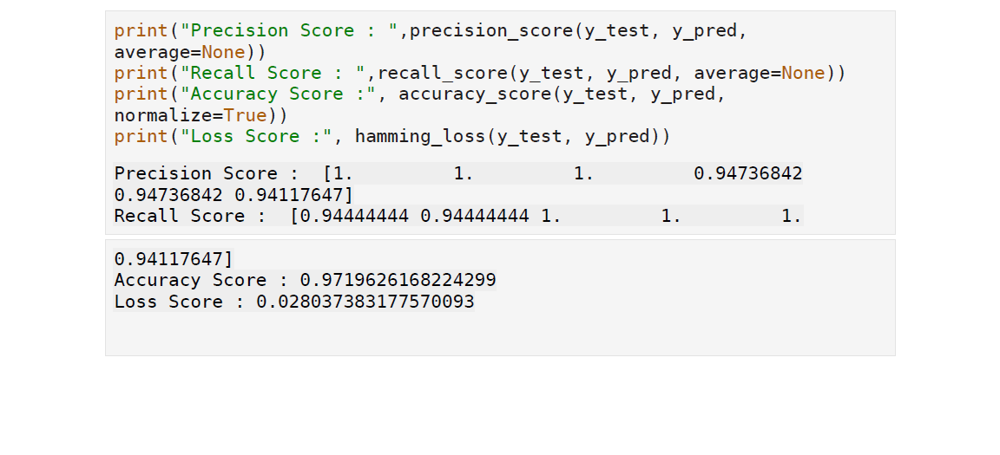 print("Precision Score : ",precision_score(y_test, y_pred,
average=None))
print("Recall Score : ",recall_score(y_test, y_pred, average=None))
print("Accuracy Score :", accuracy_score(y_test, y_pred,
normalize=True))
print("Loss Score :", hamming_loss(y_test, y_pred))
Precision Score :  [1.         1.         1.         0.94736842
0.94736842 0.94117647]
Recall Score :  [0.94444444 0.94444444 1.         1.         1.
0.94117647]
Accuracy Score : 0.9719626168224299
Loss Score : 0.028037383177570093